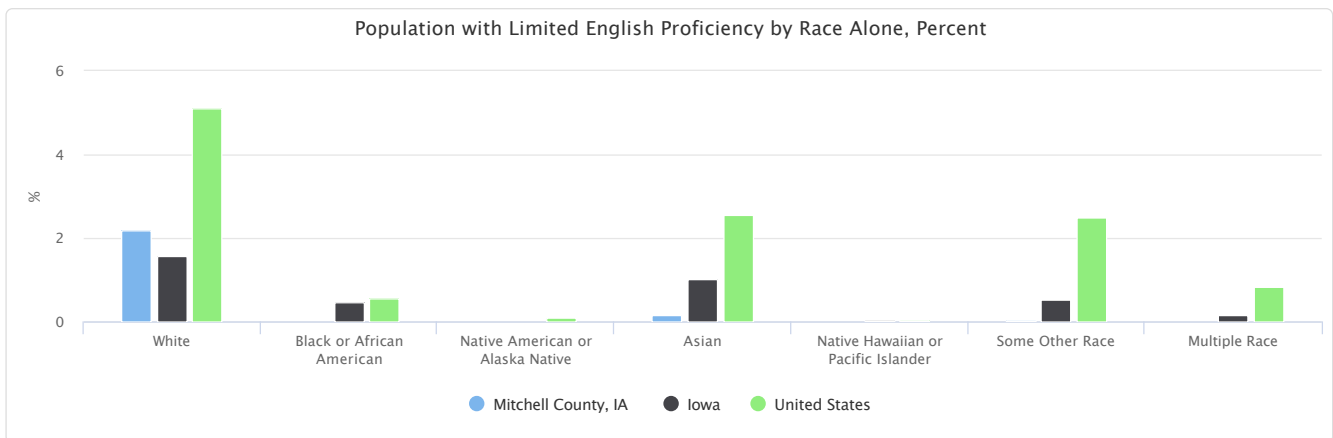 Population with Limited English Proficiency by Race Alone, Percent
6
4
2
0
%
White
Black or African
American
Native American or
Alaska Native
Asian
Native Hawaiian or
Pacific Islander
Some Other Race
Multiple Race
Mitchell County, IA
Iowa
United States